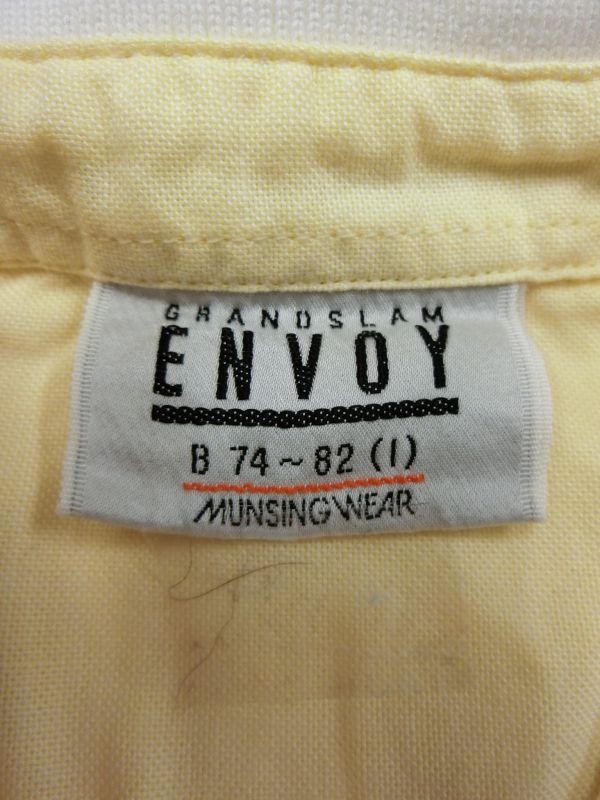 GRANDSLAM
ENVOY
B 74~82 (I)
MUNSINGWEAR